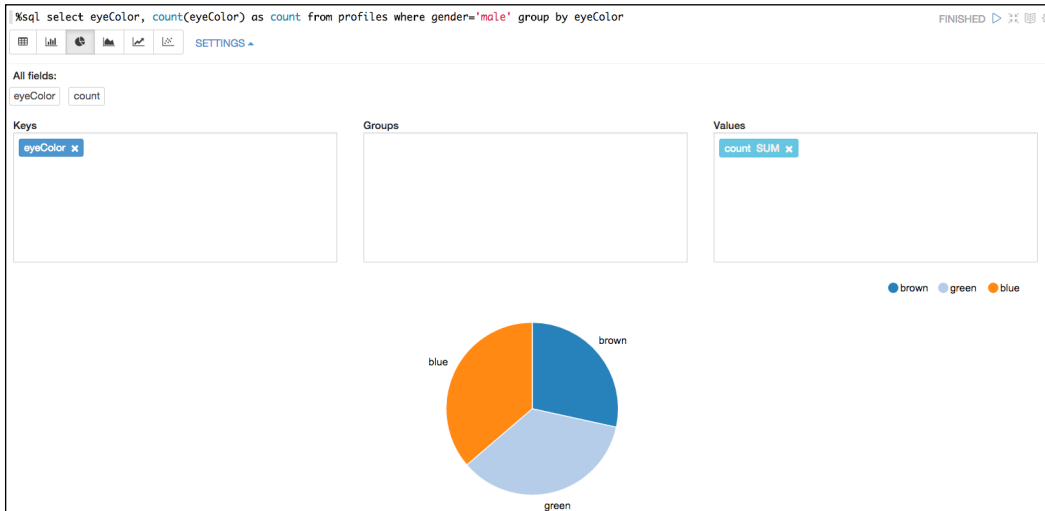 %sql select eyeColor, count(eyeColor) as count from profiles where gender='male' group by eyeColor
FINISHED
SETTINGS
All fields:
eyeColor count
Keys Groups Values
eyeColor x count SUM x
brown green blue
brown
blue
green